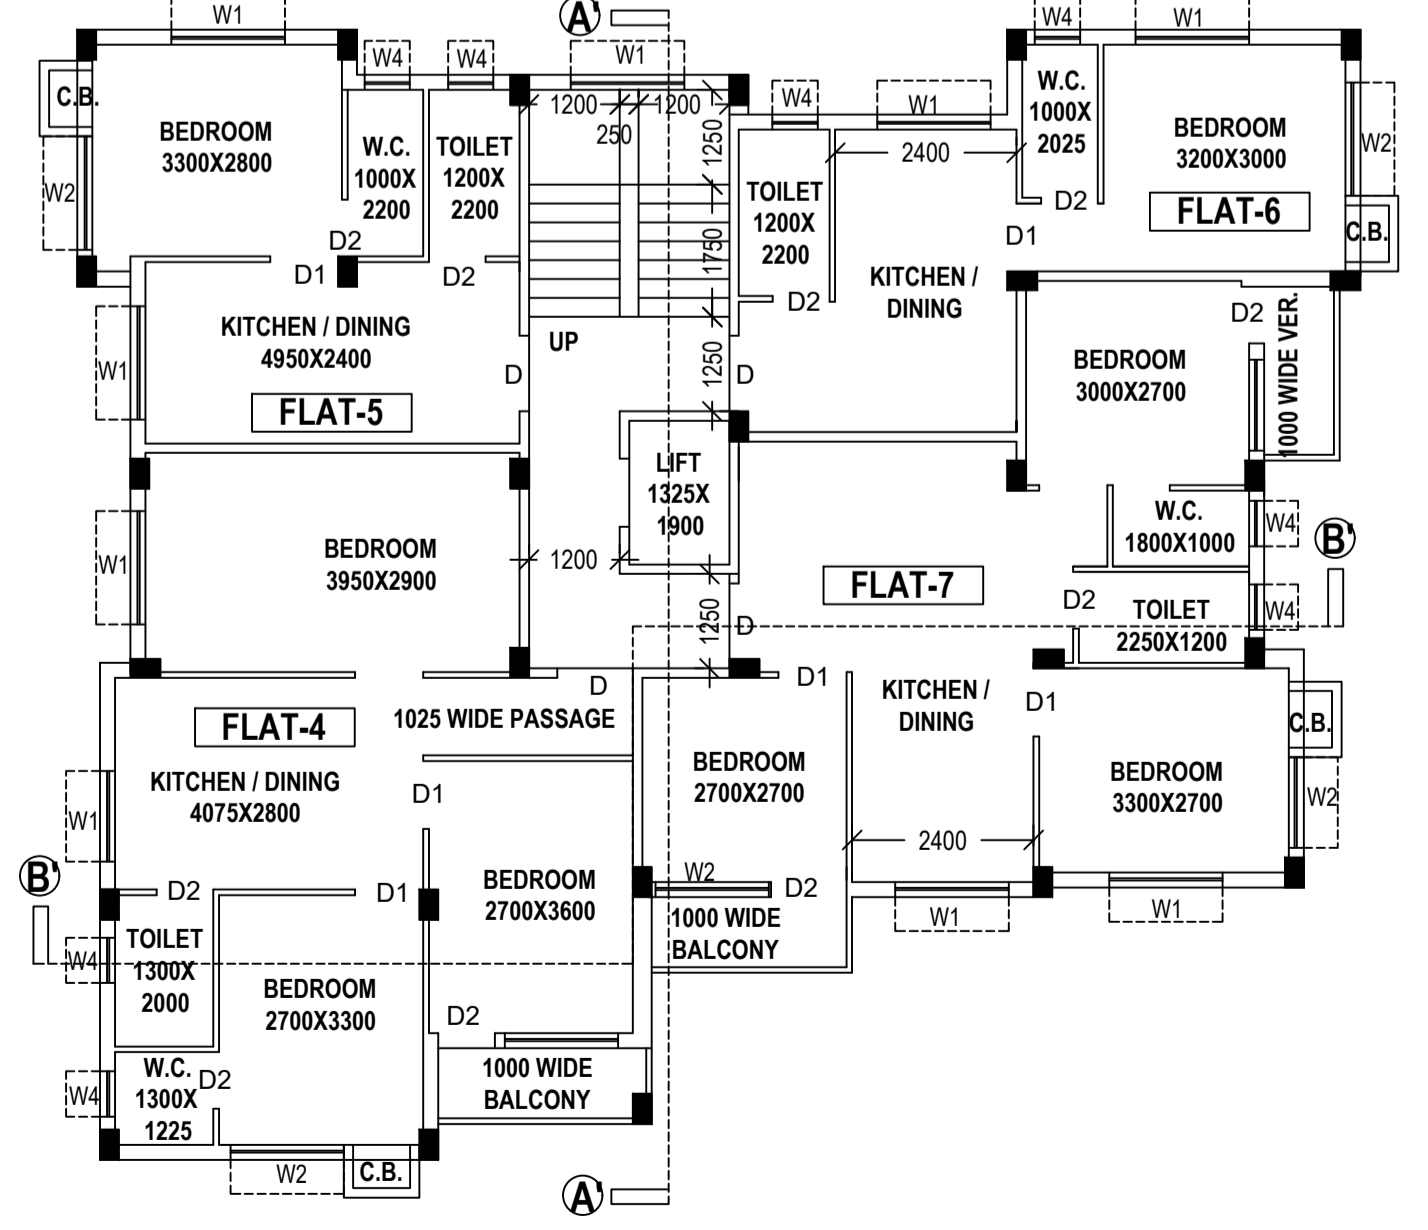 W1
A'
W4
W1
W4
W4
W1
C.B.
BEDROOM
3300X2800
W.C.
1000X
2200
TOILET
1200X
2200
1200
1200
250
1250
W4
W1
2400
W.C.
1000X
2025
BEDROOM
3200X3000
W2
W2
D2
FLAT-6
C.B.
TOILET
1200X
2200
D1
D2
D1
D2
1750
KITCHEN /
DINING
D2
KITCHEN / DINING
4950X2400
UP
D2
1000 WIDE VER.
W1
D
1250
D
BEDROOM
3000X2700
FLAT-5
LIFT
1325X
1900
W.C.
1800X1000
W4
B'
W1
BEDROOM
3950X2900
1200
FLAT-7
1250
D
D2
TOILET
2250X1200
W4
D
D1
KITCHEN /
DINING
D1
FLAT-4
1025 WIDE PASSAGE
C.B.
KITCHEN / DINING
4075X2800
D1
BEDROOM
2700X2700
BEDROOM
3300X2700
W2
W1
2400
B'
D2
D1
BEDROOM
2700X3600
W2
D2
W1
W1
1000 WIDE
BALCONY
TOILET
1300X
2000
W4
BEDROOM
2700X3300
D2
W.C.
1300X
1225
D2
W4
1000 WIDE
BALCONY
W2
C.B.
A'